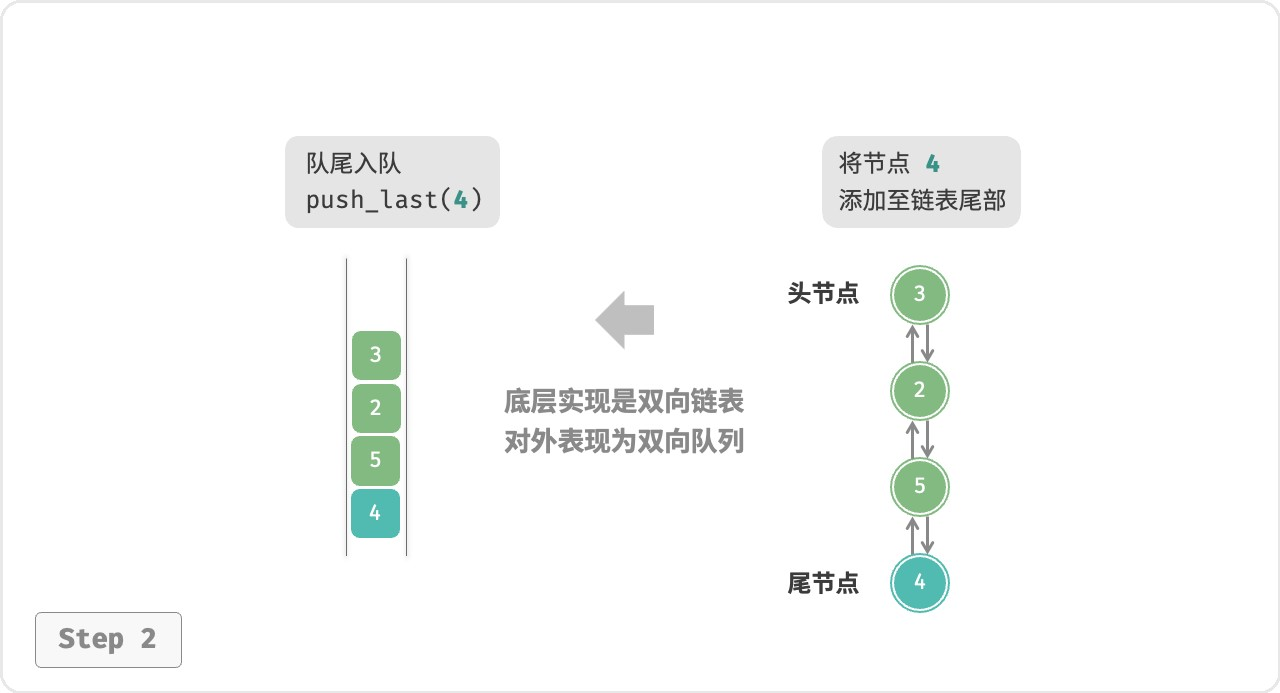 队尾入队
push_last(4)
将节点 4
添加至链表尾部
3
2
5
4
底层实现是双向链表
对外表现为双向队列
头节点
3
2
5
尾节点
4
Step 2